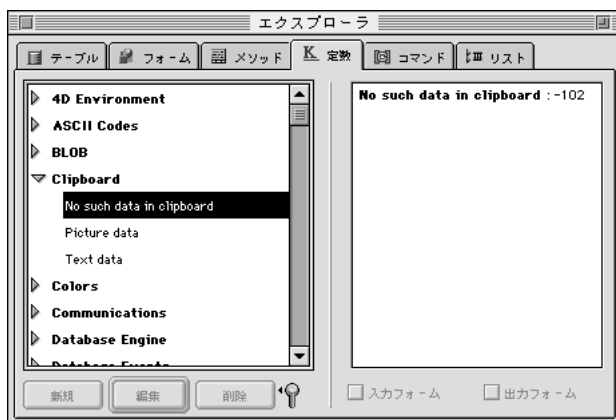 エクスプローラ
テーブル フォーム メソッド 定数 コマンド リスト
4D Environment
ASCII Codes
BLOB
Clipboard
No such data in clipboard
Picture data
Text data
Colors
Communications
Database Engine
Database Events
No such data in clipboard : -102
新規 編集 削除
入力フォーム 出力フォーム